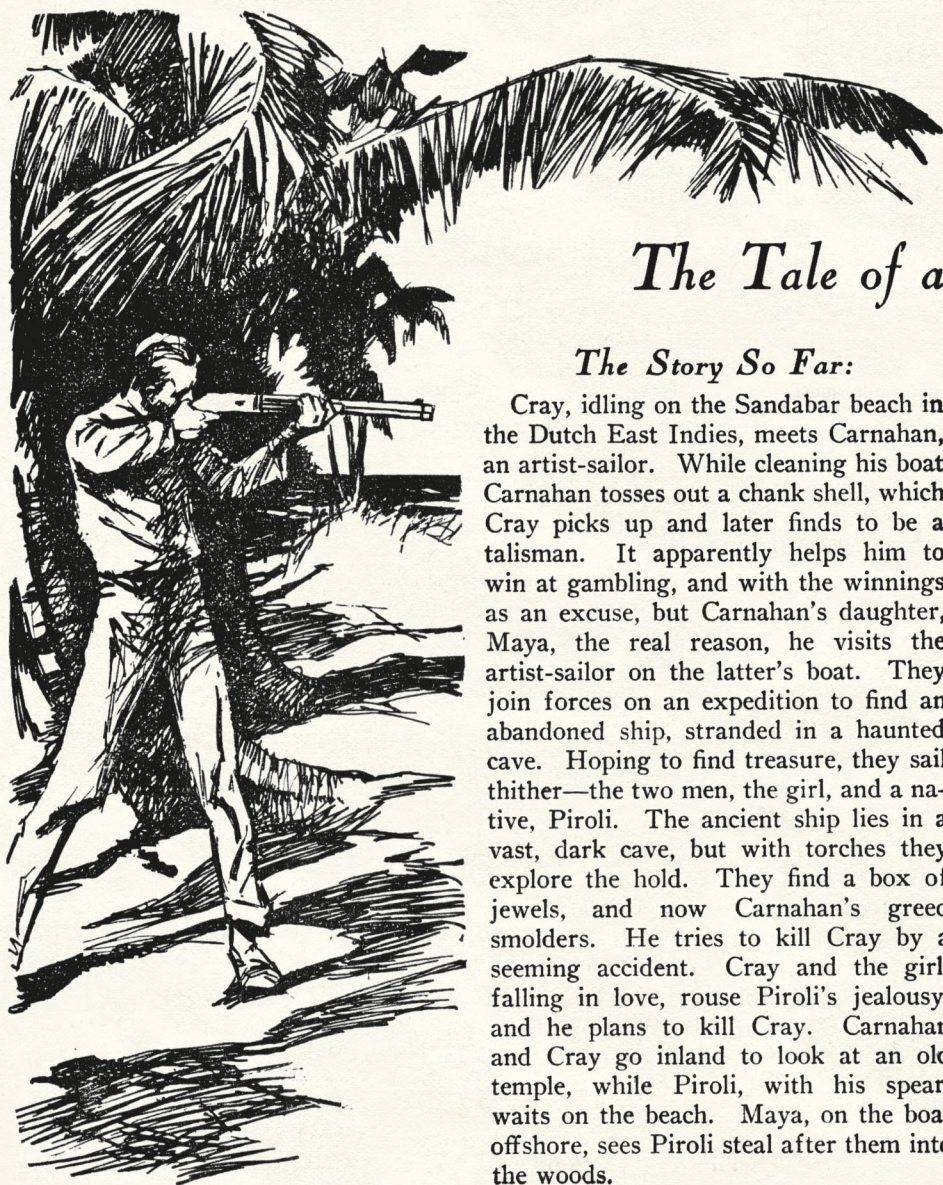 The Tale of a
The Story So Far:
Cray, idling on the Sandabar beach in
the Dutch East Indies, meets Carnahan,
an artist-sailor. While cleaning his boat
Carnahan tosses out a chank shell, which
Cray picks up and later finds to be a
talisman. It apparently helps him to
win at gambling, and with the winnings
as an excuse, but Carnahan's daughter,
Maya, the real reason, he visits the
artist-sailor on the latter's boat. They
join forces on an expedition to find an
abandoned ship, stranded in a haunted
cave. Hoping to find treasure, they sail
thither—the two men, the girl, and a na-
tive, Piroli. The ancient ship lies in a
vast, dark cave, but with torches they
explore the hold. They find a box of
jewels, and now Carnahan's greed
smolders. He tries to kill Cray by a
seeming accident. Cray and the girl
falling in love, rouse Piroli's jealousy
and he plans to kill Cray. Carnahan
and Cray go inland to look at an old
temple, while Piroli, with his spear
waits on the beach. Maya, on the boat
offshore, sees Piroli steal after them into
the woods.